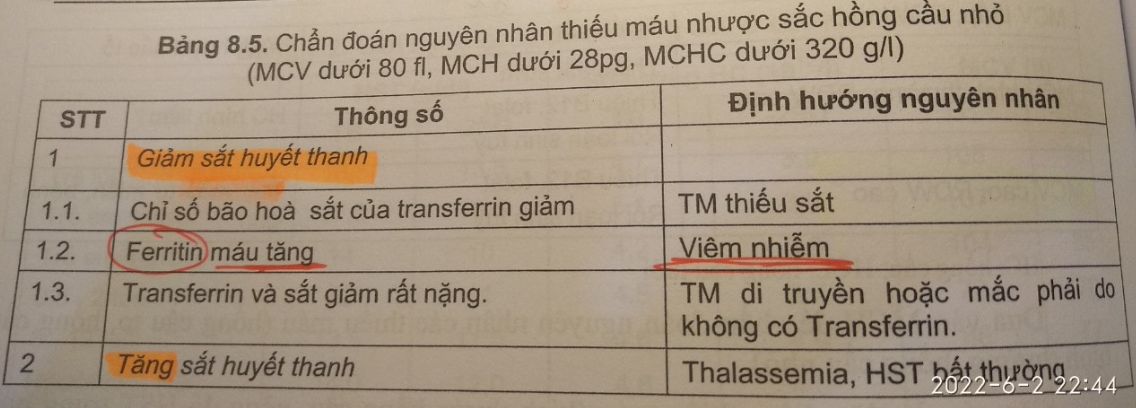 Bảng 8.5. Chẩn đoán nguyên nhân thiếu máu nhược sắc hồng cầu nhỏ
(MCV dưới 80 fl, MCH dưới 28pg, MCHC dưới 320 g/l)
STT Thông số Định hướng nguyên nhân
1 Giảm sắt huyết thanh
1.1. Chỉ số bão hoà sắt của transferrin giảm TM thiếu sắt
1.2. Ferritin máu tăng Viêm nhiễm
1.3. Transferrin và sắt giảm rất nặng. TM di truyền hoặc mắc phải do
không có Transferrin.
2 Tăng sắt huyết thanh Thalassemia, HST bất thường
2022-6-2 22:44